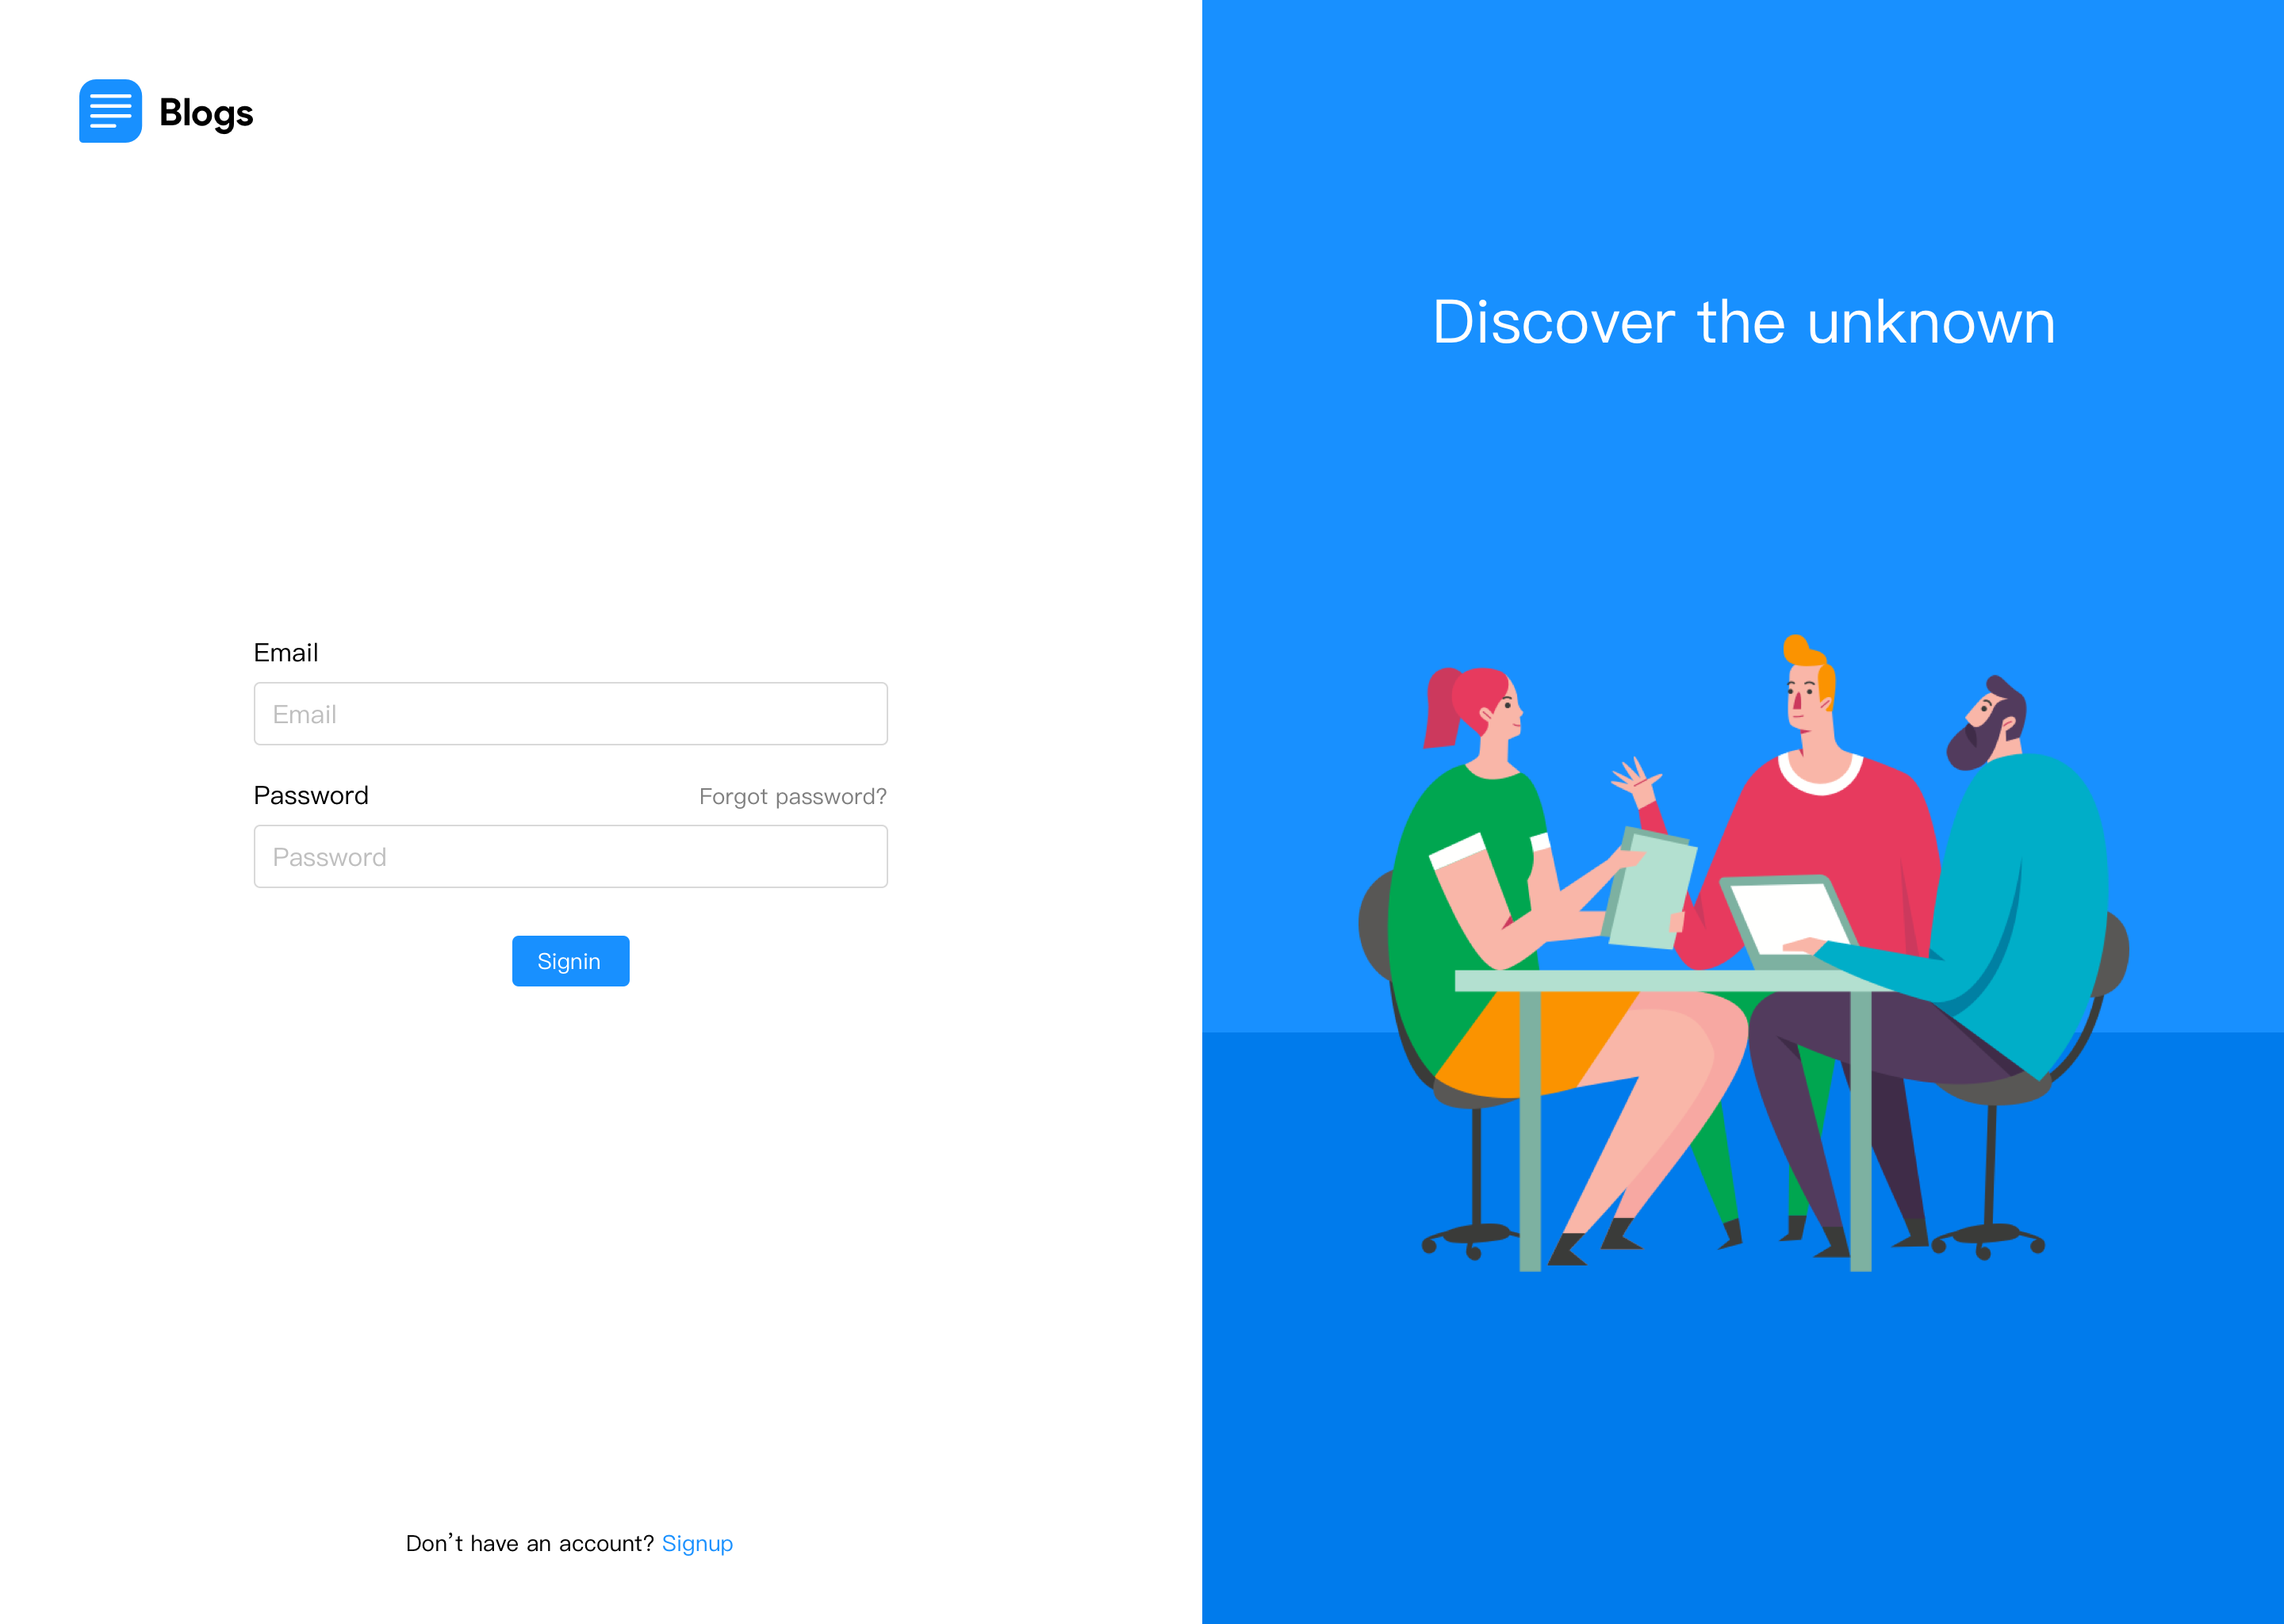 Blogs
Discover the unknown
Email
Email
Password Forgot password?
Password
Signin
Don’t have an account? Signup